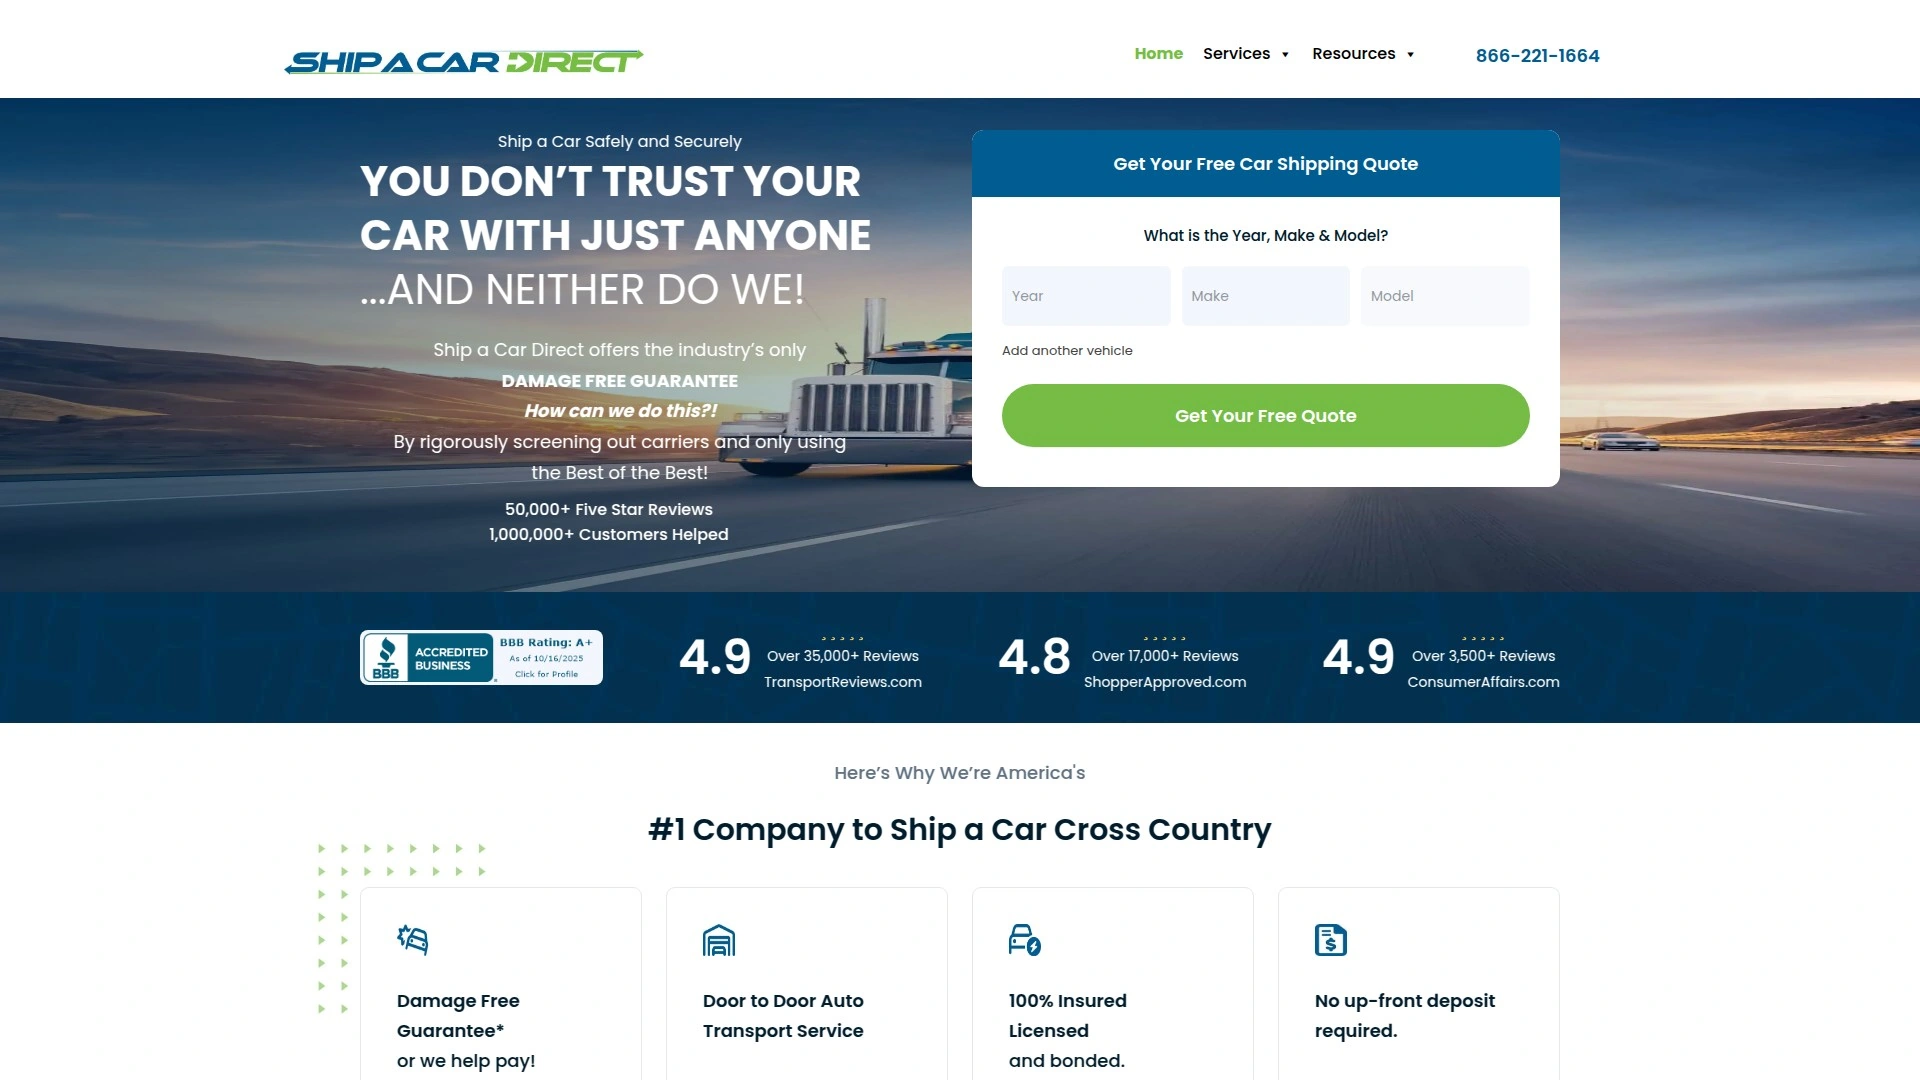 SHIP A CAR DIRECT
Home
Services
Resources
866-221-1664
Ship a Car Safely and Securely
YOU DON’T TRUST YOUR
CAR WITH JUST ANYONE
...AND NEITHER DO WE!
Ship a Car Direct offers the industry’s only
DAMAGE FREE GUARANTEE
How can we do this?!
By rigorously screening out carriers and only using
the Best of the Best!
50,000+ Five Star Reviews
1,000,000+ Customers Helped
Get Your Free Car Shipping Quote
What is the Year, Make & Model?
Year
Make
Model
Add another vehicle
Get Your Free Quote
BBB
ACCREDITED
BUSINESS
BBB Rating: A+
As of 10/16/2025
Click for Profile
4.9
Over 35,000+ Reviews
TransportReviews.com
4.8
Over 17,000+ Reviews
ShopperApproved.com
4.9
Over 3,500+ Reviews
ConsumerAffairs.com
Here’s Why We’re America's
#1 Company to Ship a Car Cross Country
Damage Free
Guarantee*
or we help pay!
Door to Door Auto
Transport Service
100% Insured
Licensed
and bonded.
No up-front deposit
required.